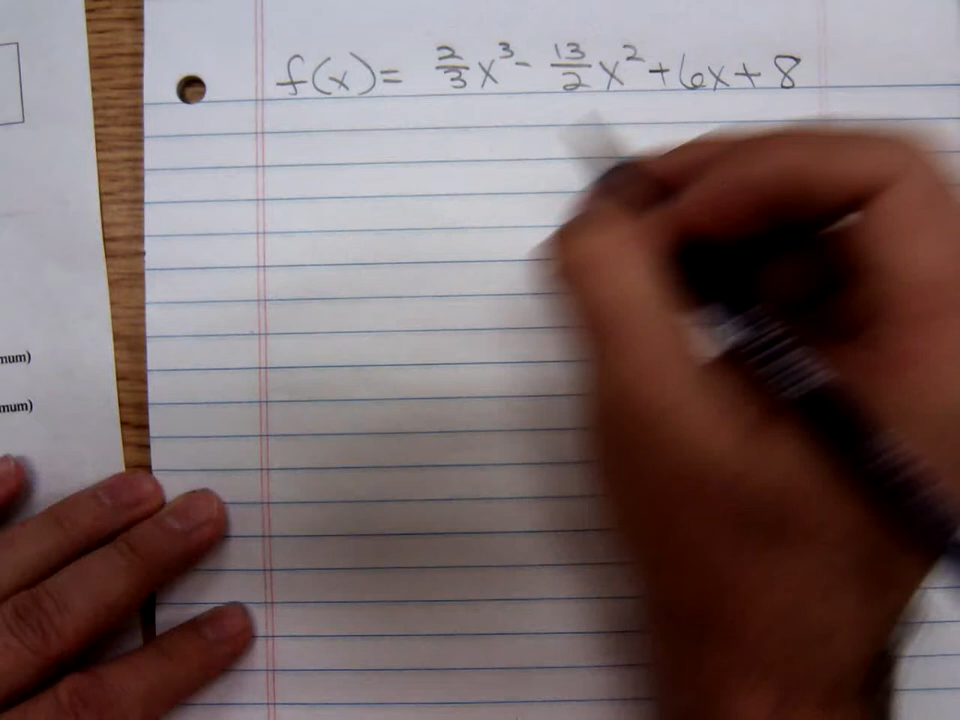 f(x) = 2/3 x³ - 13/2 x² + 6x + 8
mum)
mum)